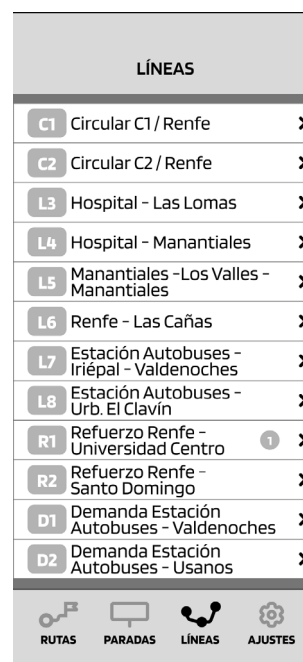 LÍNEAS
C1 Circular C1 / Renfe
C2 Circular C2 / Renfe
L3 Hospital - Las Lomas
L4 Hospital - Manantiales
L5 Manantiales -Los Valles -
Manantiales
L6 Renfe - Las Cañas
L7 Estación Autobuses -
Iriépal - Valdenoches
L8 Estación Autobuses -
Urb. El Clavín
R1 Refuerzo Renfe -
Universidad Centro 1
R2 Refuerzo Renfe -
Santo Domingo
D1 Demanda Estación
Autobuses - Valdenoches
D2 Demanda Estación
Autobuses - Usanos
RUTAS PARADAS LÍNEAS AJUSTES